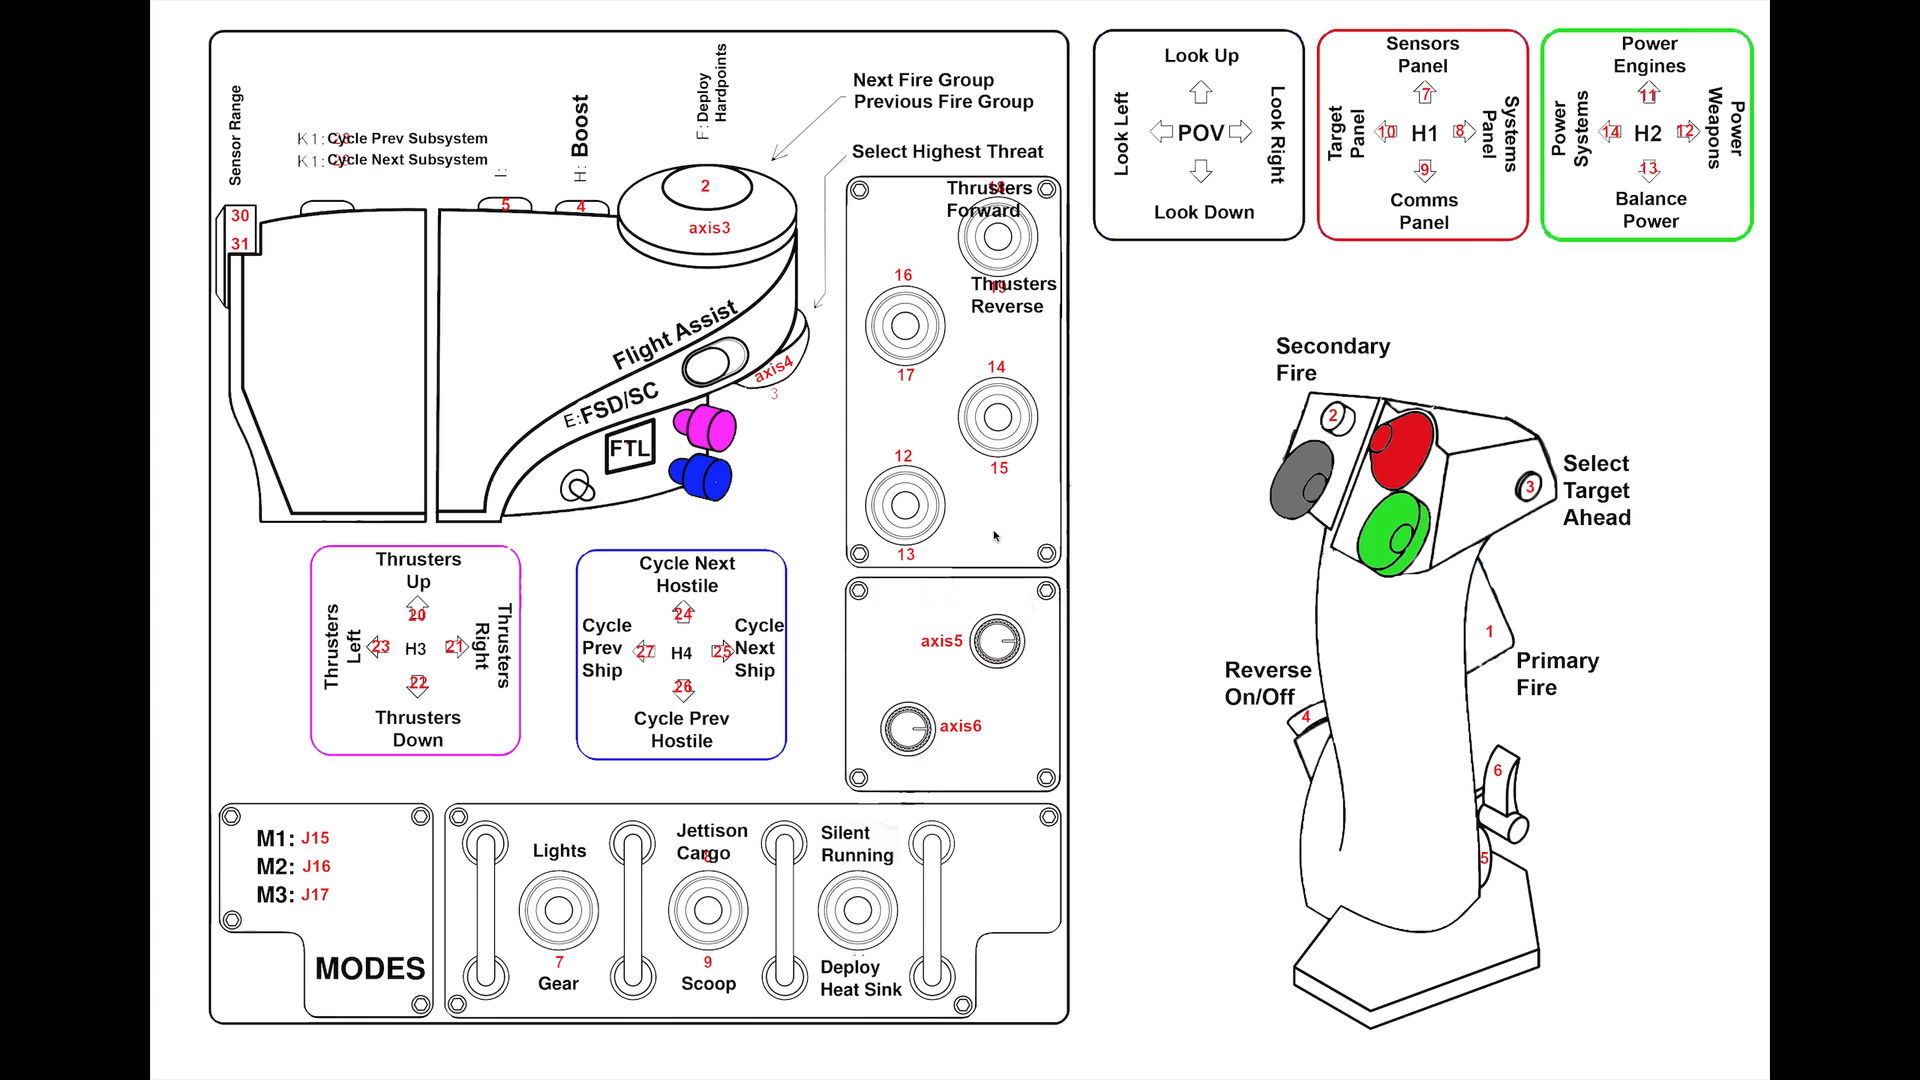 Sensor Range
K1: Cycle Prev Subsystem
28
K1: Cycle Next Subsystem
29
I:
H: Boost
F: Deploy
Hardpoints
Next Fire Group
Previous Fire Group
Select Highest Threat
30
31
5
4
2
axis3
axis4
3
Flight Assist
E: FSD/SC
FTL
Thrusters
Forward
18
Thrusters
Reverse
19
16
17
14
15
12
13
axis5
axis6
Thrusters
Up
20
Thrusters
Left
23
H3
21
Thrusters
Right
22
Thrusters
Down
Cycle Next
Hostile
24
Cycle
Prev
Ship
27
H4
25
Cycle
Next
Ship
26
Cycle Prev
Hostile
M1: J15
M2: J16
M3: J17
MODES
Lights
7
Gear
Jettison
Cargo
8
9
Scoop
Silent
Running
Deploy
Heat Sink
Look Up
Look Left
POV
Look Right
Look Down
Sensors
Panel
7
Target
Panel
10
H1
8
Systems
Panel
9
Comms
Panel
Power
Engines
11
Power
Systems
14
H2
12
Power
Weapons
13
Balance
Power
Secondary
Fire
2
3
Select
Target
Ahead
1
Primary
Fire
Reverse
On/Off
4
6
5